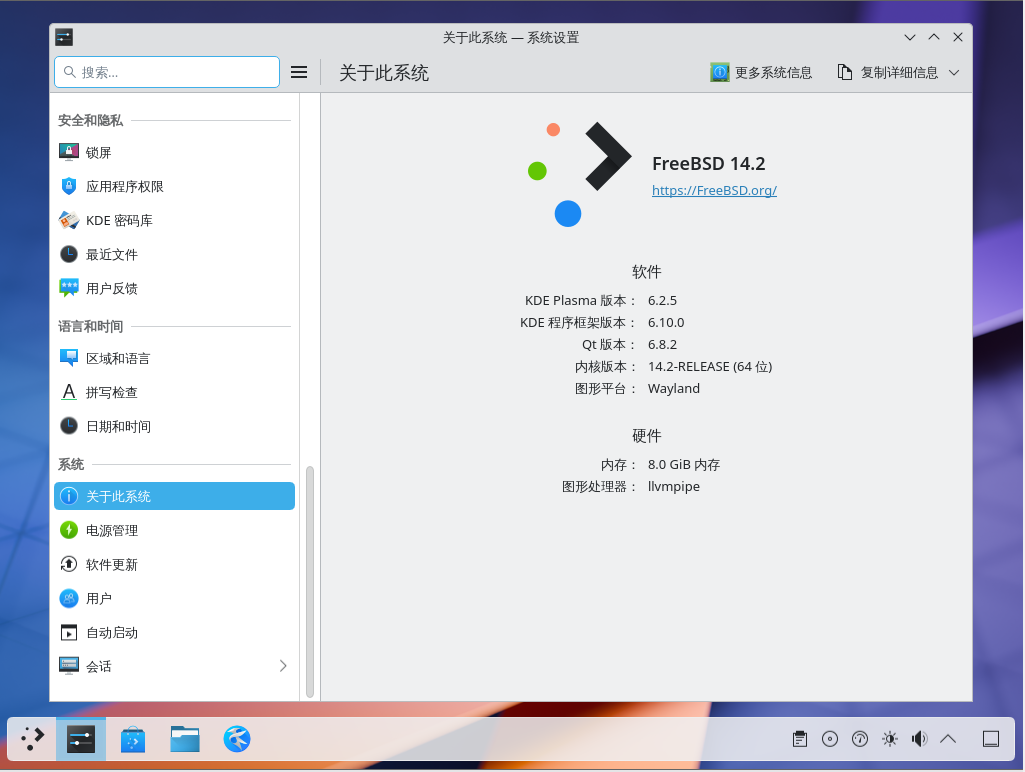 关于此系统 — 系统设置
搜索...
关于此系统
更多系统信息
复制详细信息
安全和隐私
锁屏
应用程序权限
KDE 密码库
最近文件
用户反馈
语言和时间
区域和语言
拼写检查
日期和时间
系统
关于此系统
电源管理
软件更新
用户
自动启动
会话
FreeBSD 14.2
https://FreeBSD.org/
软件
KDE Plasma 版本： 6.2.5
KDE 程序框架版本： 6.10.0
Qt 版本： 6.8.2
内核版本： 14.2-RELEASE (64 位)
图形平台： Wayland
硬件
内存： 8.0 GiB 内存
图形处理器： llvmpipe